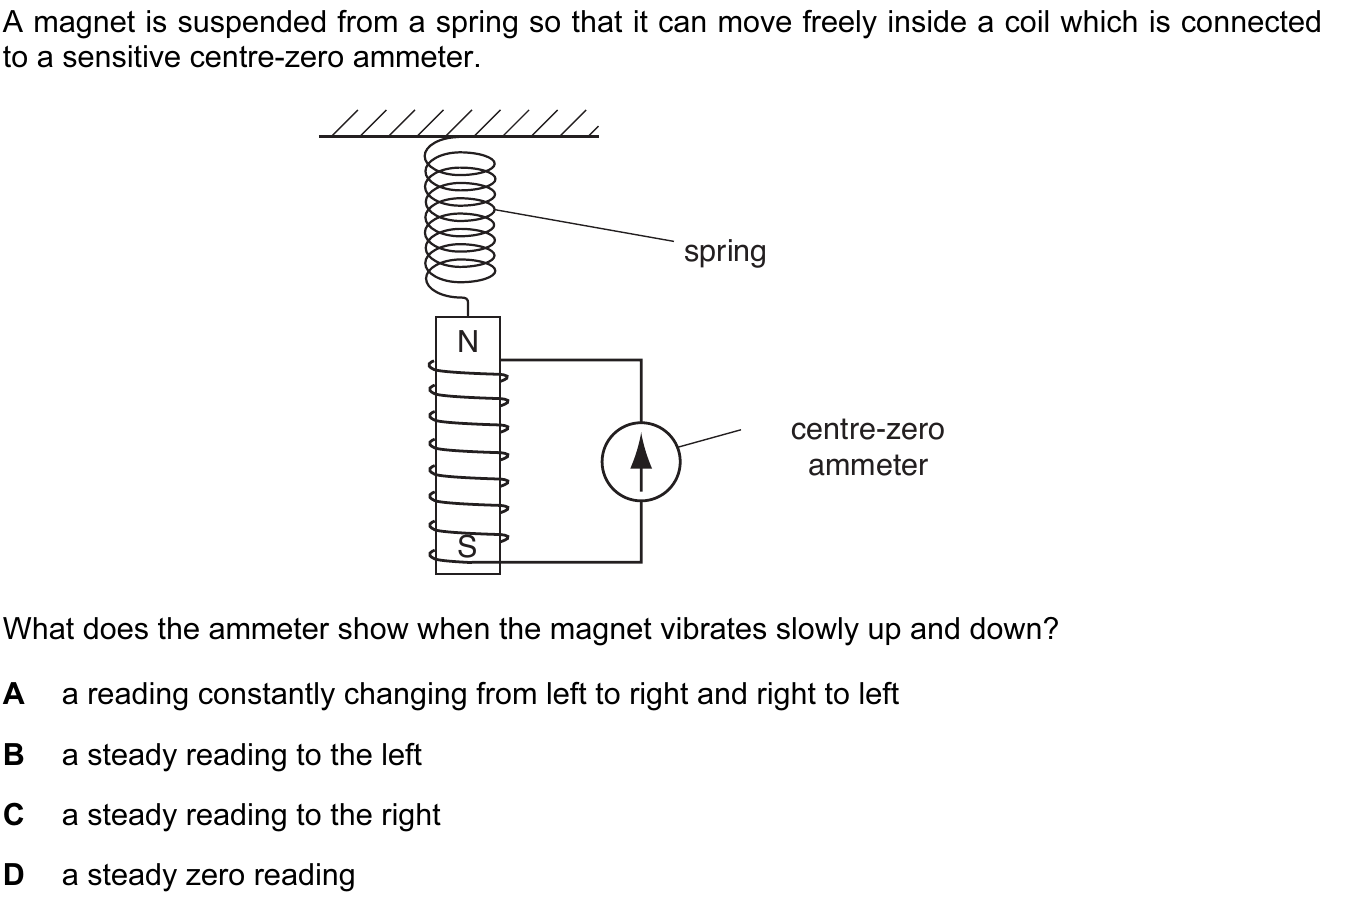 A magnet is suspended from a spring so that it can move freely inside a coil which is connected
to a sensitive centre-zero ammeter.
spring
N
centre-zero
ammeter
S
What does the ammeter show when the magnet vibrates slowly up and down?
A a reading constantly changing from left to right and right to left
B a steady reading to the left
C a steady reading to the right
D a steady zero reading